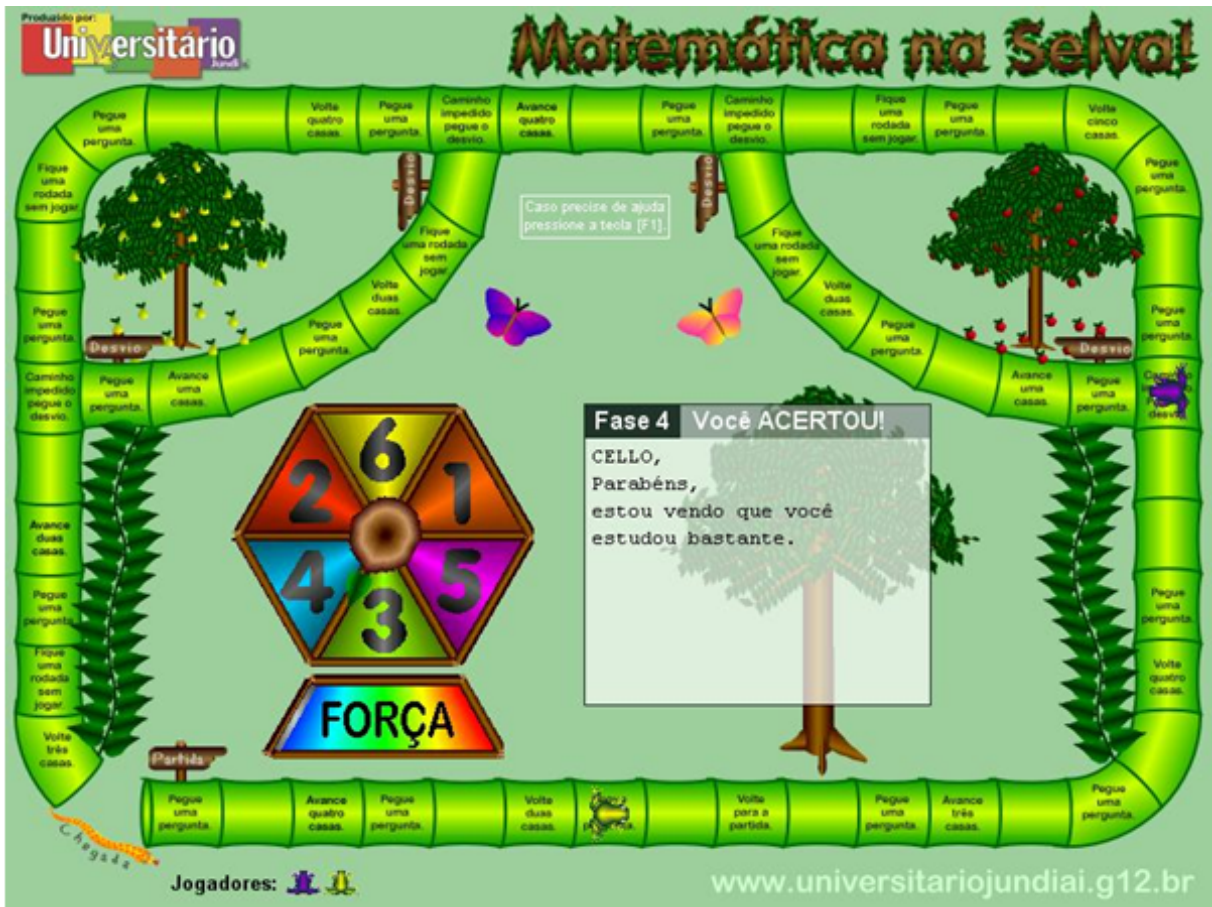 Produzido por:
Universitário
Jundiaí
Matemática na Selva!
Pegue
uma
pergunta.
Volte
quatro
casas.
Pegue
uma
pergunta.
Caminho
impedido
pegue o
desvio.
Avance
quatro
casas.
Pegue
uma
pergunta.
Caminho
impedido
pegue o
desvio.
Fique
uma
rodada
sem jogar.
Pegue
uma
pergunta.
Volte
cinco
casas.
Fique
uma
rodada
sem jogar.
Desvio
Desvio
Pegue
uma
pergunta.
Caso precise de ajuda
pressione a tecla [F1].
Fique
uma rodada
sem
jogar.
Fique
uma rodada
sem
jogar.
Volte
duas
casas.
Volte
duas
casas.
Pegue
uma
pergunta.
Pegue
uma
pergunta.
Pegue
uma
pergunta.
Pegue
uma
pergunta.
Desvio
Desvio
Caminho
impedido
pegue o
desvio.
Pegue
uma
pergunta.
Avance
uma
casas.
Avance
uma
casas.
Pegue
uma
pergunta.
desvio.
Fase 4 Você ACERTOU!
CELLO,
Parabéns,
estou vendo que você
estudou bastante.
6
2
1
4
5
3
FORÇA
Avance
duas
casas.
Pegue
uma
pergunta.
Fique
uma
rodada
sem
jogar.
Volte
três
casas.
Pegue
uma
pergunta.
Volte
quatro
casas.
Pegue
uma
pergunta.
Partida
Chegada
Pegue
uma
pergunta.
Avance
quatro
casas.
Pegue
uma
pergunta.
Volte
duas
casas.
Volte
para a
partida.
Pegue
uma
pergunta.
Avance
três
casas.
Jogadores:
www.universitariojundiai.g12.br